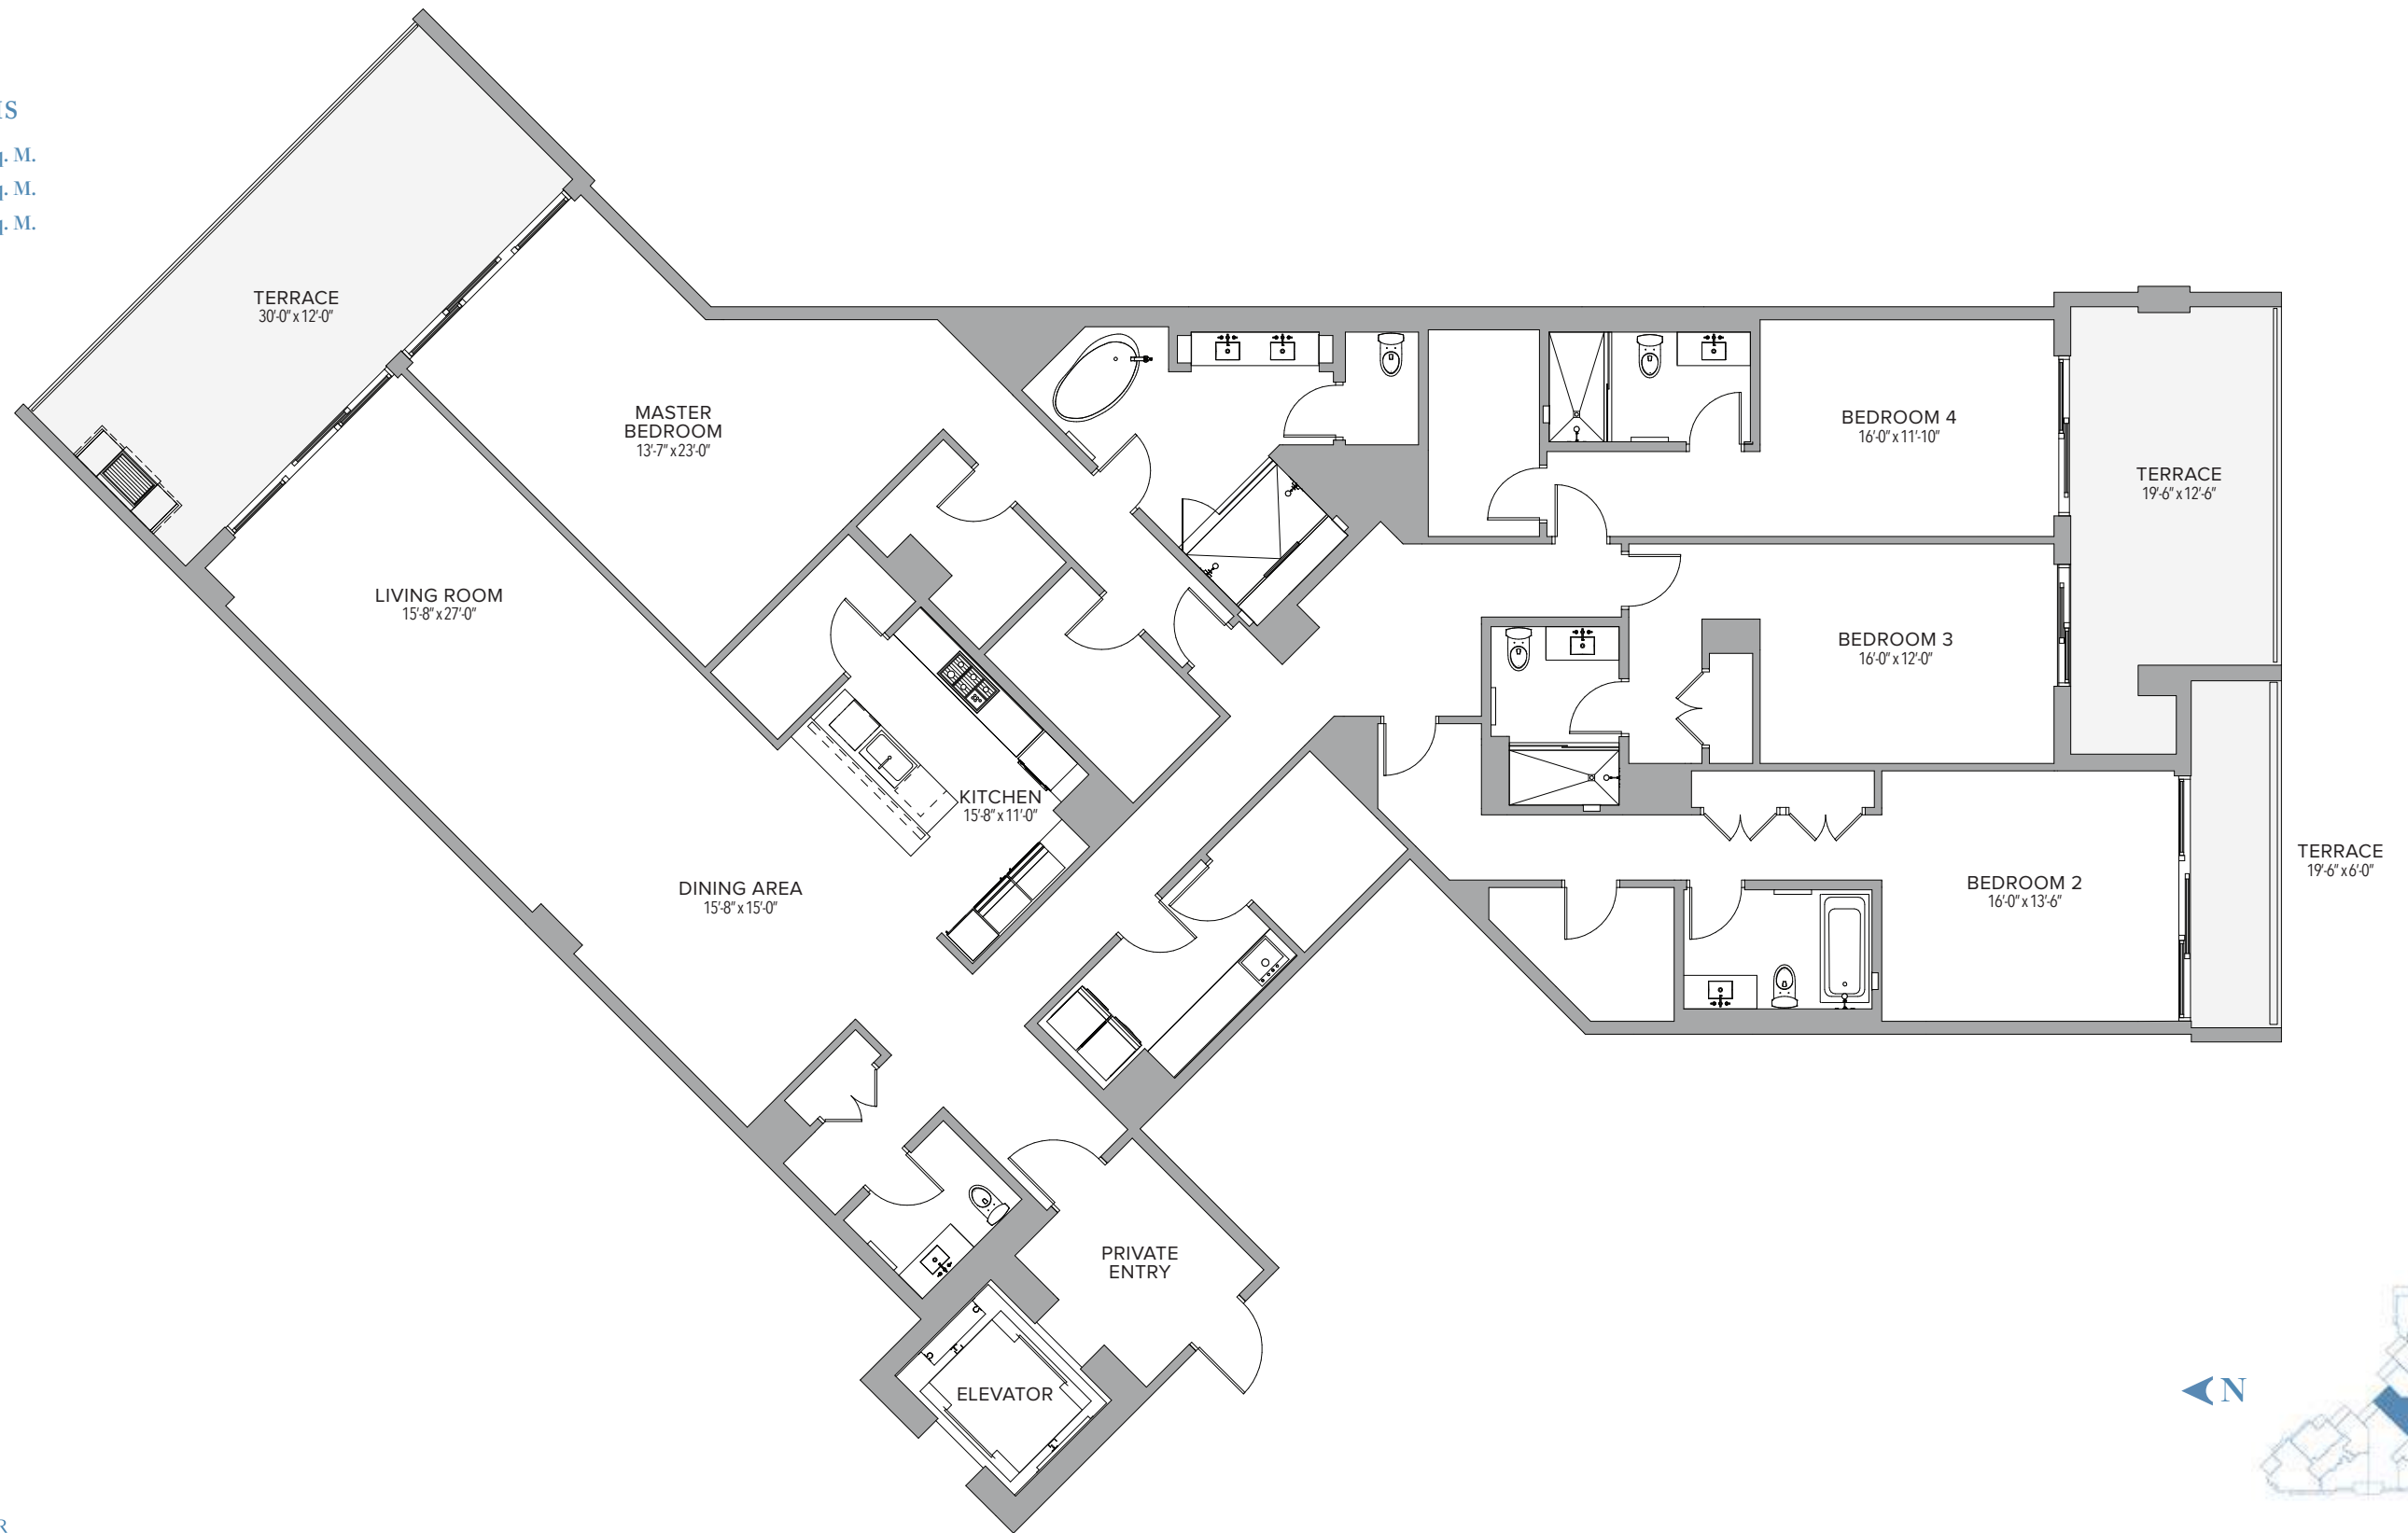 q. M.
q. M.
q. M.
TERRACE
30'-0" x 12'-0"
MASTER
BEDROOM
13'-7" x 23'-0"
LIVING ROOM
15'-8" x 27'-0"
KITCHEN
15'-8" x 11'-0"
DINING AREA
15'-8" x 15'-0"
BEDROOM 4
16'-0" x 11'-10"
TERRACE
19'-6" x 12'-6"
BEDROOM 3
16'-0" x 12'-0"
BEDROOM 2
16'-0" x 13'-6"
TERRACE
19'-6" x 6'-0"
PRIVATE
ENTRY
ELEVATOR
N
R